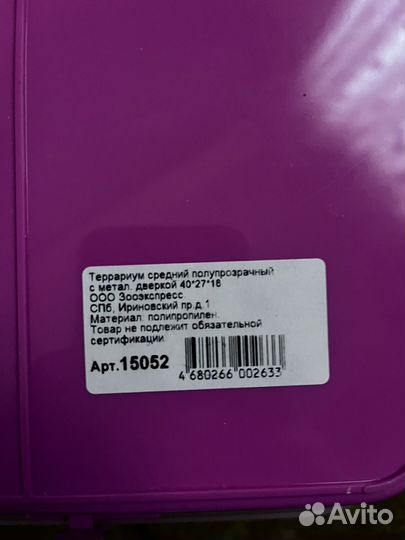 Террариум средний полупрозрачный
с метал. дверкой 40*27*18
ООО Зооэкспресс
СПб, Ириновский пр.д.1
Материал: полипропилен.
Товар не подлежит обязательной
сертификации
Арт.15052
4 680266 002633
Avito